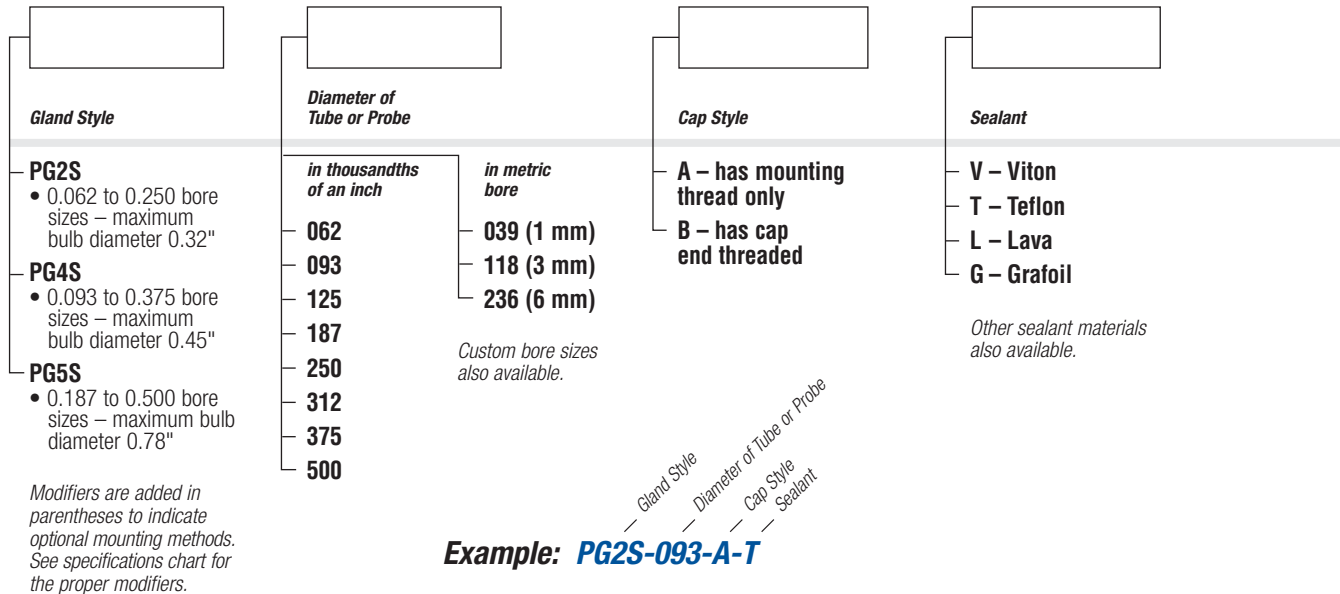 Gland Style
PG2S
• 0.062 to 0.250 bore
sizes – maximum
bulb diameter 0.32"
PG4S
• 0.093 to 0.375 bore
sizes – maximum
bulb diameter 0.45"
PG5S
• 0.187 to 0.500 bore
sizes – maximum bulb
diameter 0.78"
Modifiers are added in
parentheses to indicate
optional mounting methods.
See specifications chart for
the proper modifiers.
Diameter of
Tube or Probe
in thousandths
of an inch
062
093
125
187
250
312
375
500
in metric
bore
039 (1 mm)
118 (3 mm)
236 (6 mm)
Custom bore sizes
also available.
Cap Style
A – has mounting
thread only
B – has cap
end threaded
Sealant
V – Viton
T – Teflon
L – Lava
G – Grafoil
Other sealant materials
also available.
Gland Style
Diameter of Tube or Probe
Cap Style
Sealant
Example: PG2S-093-A-T